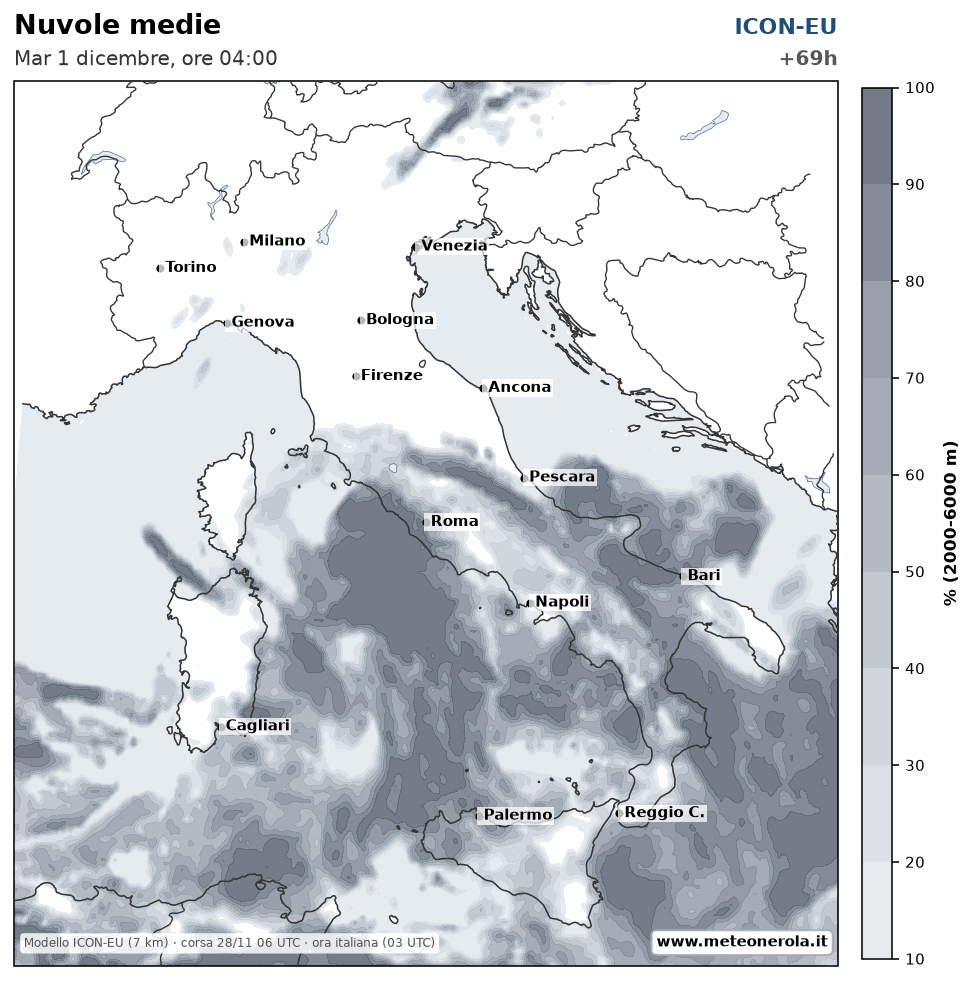 Nuvole medie
ICON-EU
Mar 1 dicembre, ore 04:00
+69h
100
90
80
70
60
50
40
30
20
10
% (2000-6000 m)
Milano
Venezia
Torino
Genova
Bologna
Firenze
Ancona
Pescara
Roma
Bari
Napoli
Cagliari
Palermo
Reggio C.
Modello ICON-EU (7 km) · corsa 28/11 06 UTC · ora italiana (03 UTC)
www.meteonerola.it